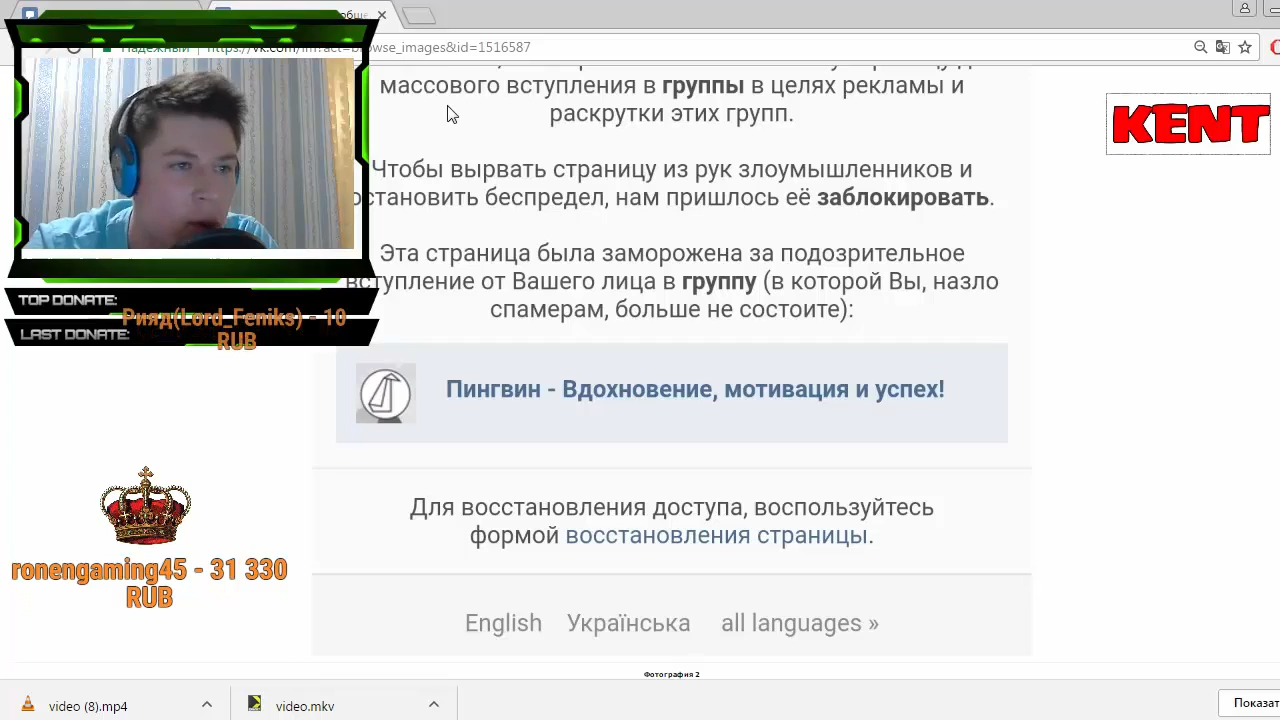 обще
Надежный https://vk.com/im?act=browse_images&id=1516587
массового вступления в группы в целях рекламы и
раскрутки этих групп.
KENT
Чтобы вырвать страницу из рук злоумышленников и
остановить беспредел, нам пришлось её заблокировать.
Эта страница была заморожена за подозрительное
вступление от Вашего лица в группу (в которой Вы, назло
спамерам, больше не состоите):
TOP DONATE:
Рияд(Lord_Feniks) - 10
RUB
LAST DONATE:
Пингвин - Вдохновение, мотивация и успех!
Для восстановления доступа, воспользуйтесь
формой восстановления страницы.
ronengaming45 - 31 330
RUB
English Українська all languages »
Фотография 2
video (8).mp4
video.mkv
Показат